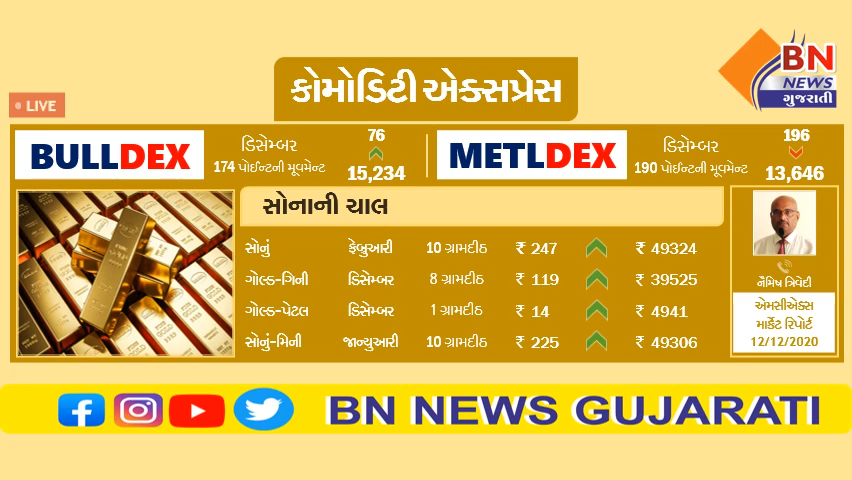 કોમોડિટી એક્સપ્રેસ
BN
NEWS
ગુજરાતી
LIVE
BULLDEX
ડિસેમ્બર
174 પોઈન્ટની મૂવમેન્ટ
76
15,234
METLDEX
ડિસેમ્બર
190 પોઈન્ટની મૂવમેન્ટ
196
13,646
સોનાની ચાલ
સોનું ફેબ્રુઆરી 10 ગ્રામદીઠ ₹ 247 ₹ 49324
ગોલ્ડ-ગિની ડિસેમ્બર 8 ગ્રામદીઠ ₹ 119 ₹ 39525
ગોલ્ડ-પેટલ ડિસેમ્બર 1 ગ્રામદીઠ ₹ 14 ₹ 4941
સોનું-મિની જાન્યુઆરી 10 ગ્રામદીઠ ₹ 225 ₹ 49306
નૈમિષ ત્રિવેદી
એમસીએક્સ
માર્કેટ રિપોર્ટ
12/12/2020
BN NEWS GUJARATI